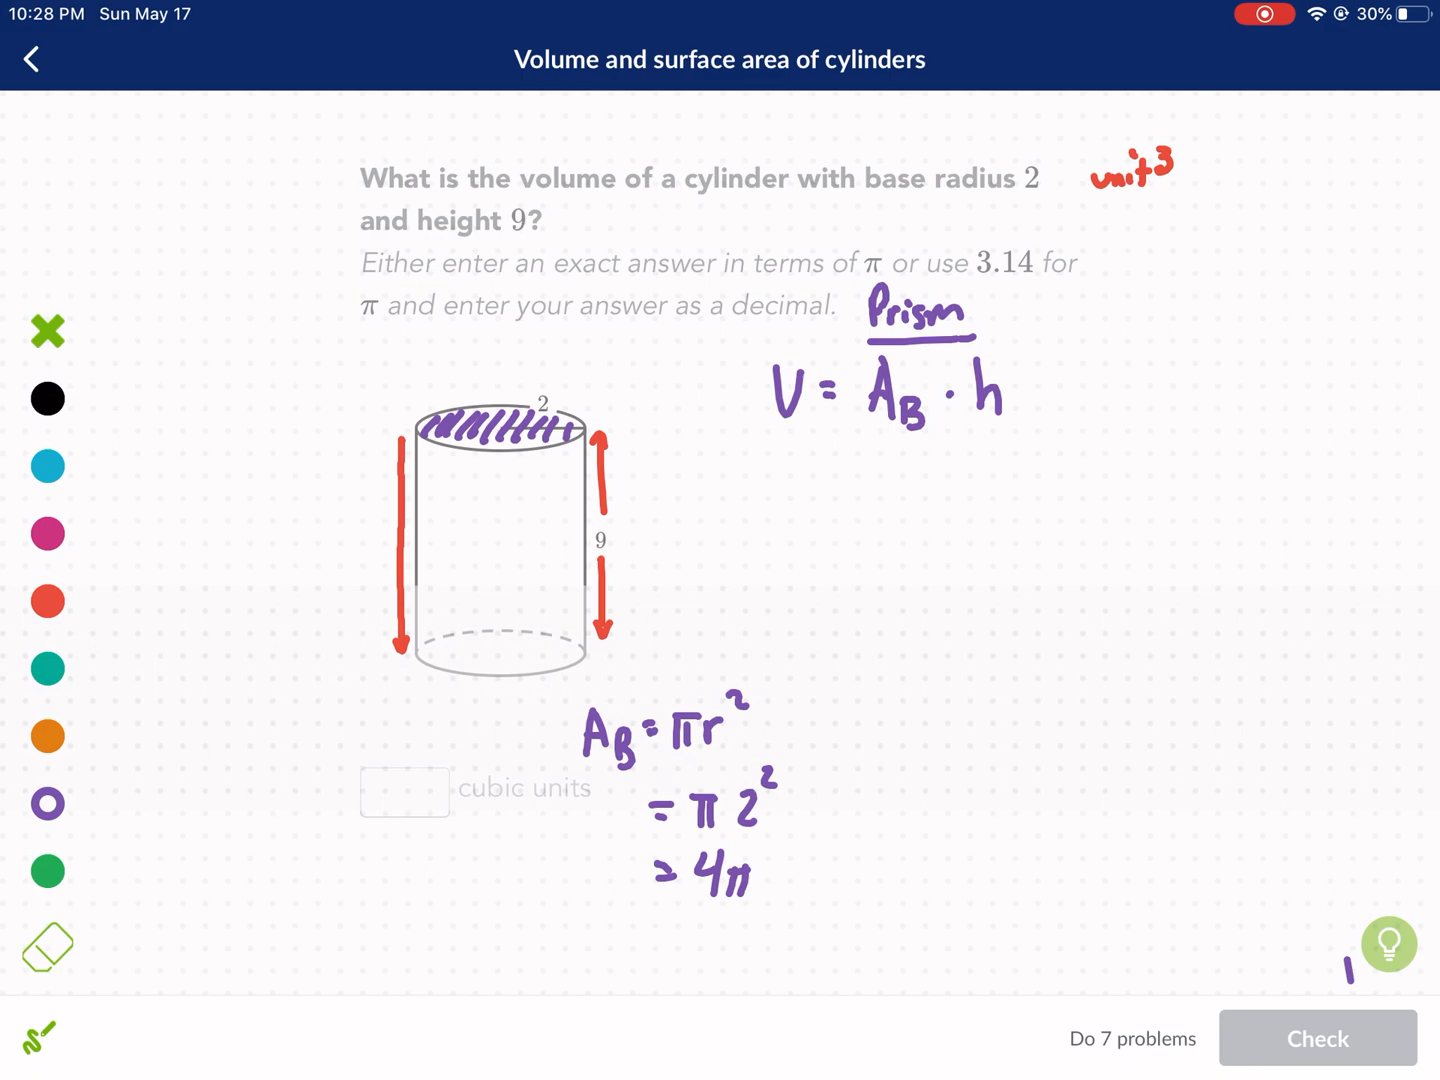 10:28 PM Sun May 17
30%
Volume and surface area of cylinders
What is the volume of a cylinder with base radius 2
unit3
and height 9?
Either enter an exact answer in terms of π or use 3.14 for
π and enter your answer as a decimal.
Prism
V = A_B · h
2
9
A_B = πr²
= π 2²
= 4π
cubic units
Do 7 problems
Check